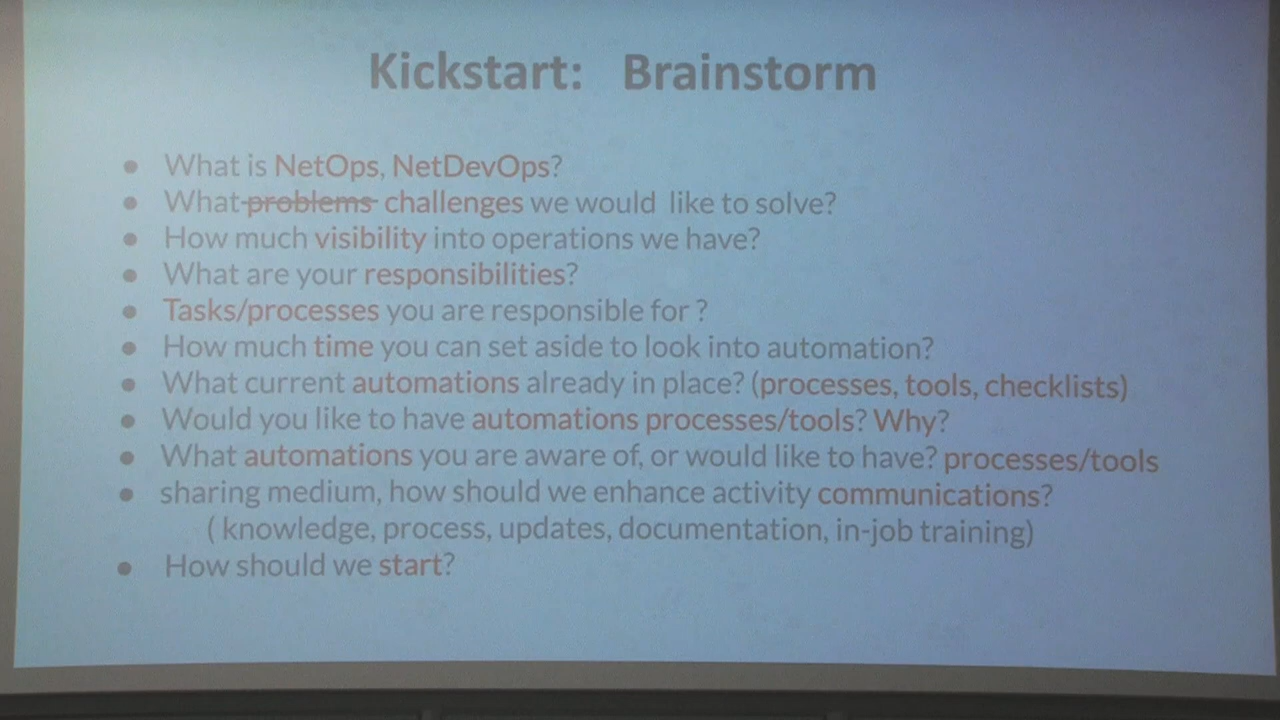 Kickstart: Brainstorm
● What is NetOps, NetDevOps?
● What problems challenges we would like to solve?
● How much visibility into operations we have?
● What are your responsibilities?
● Tasks/processes you are responsible for ?
● How much time you can set aside to look into automation?
● What current automations already in place? (processes, tools, checklists)
● Would you like to have automations processes/tools? Why?
● What automations you are aware of, or would like to have? processes/tools
● sharing medium, how should we enhance activity communications?
( knowledge, process, updates, documentation, in-job training)
● How should we start?